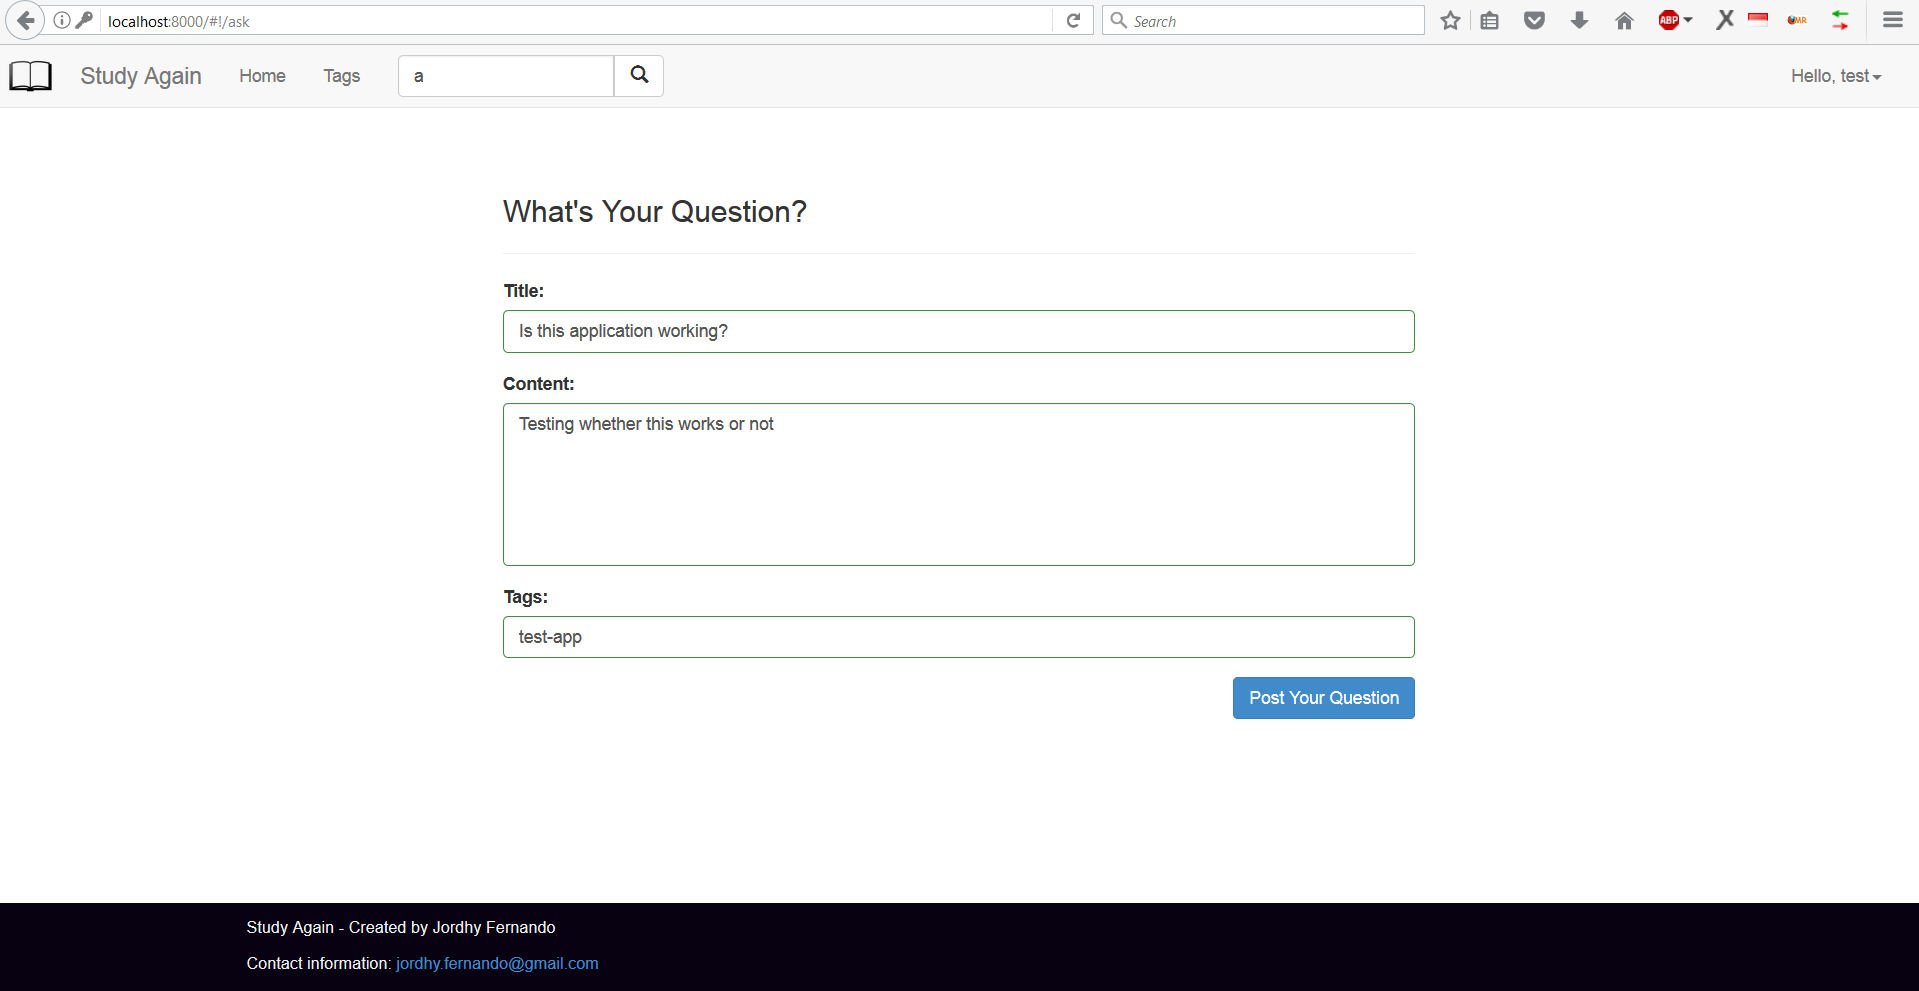 localhost:8000/#!/ask
Search
ABP
MR
Study Again Home Tags a Hello, test
What's Your Question?
Title:
Is this application working?
Content:
Testing whether this works or not
Tags:
test-app
Post Your Question
Study Again - Created by Jordhy Fernando
Contact information: jordhy.fernando@gmail.com